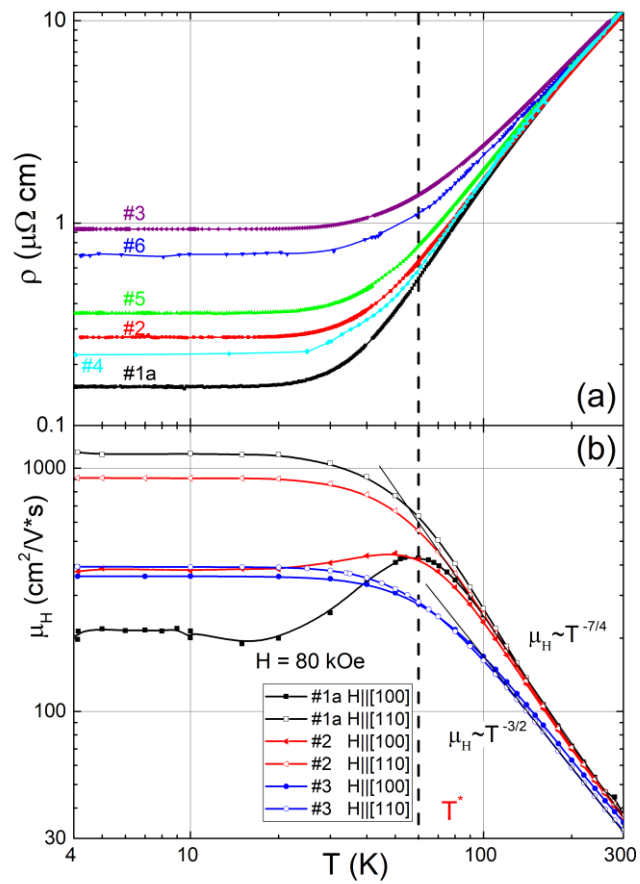 10
ρ (μΩ cm)
#3
#6
1
#5
#2
#4
#1a
0.1
(a)
(b)
1000
μH (cm²/V*s)
μH~T -7/4
H = 80 kOe
#1a H||[100]
#1a H||[110]
#2 H||[100]
#2 H||[110]
#3 H||[100]
#3 H||[110]
μH~T -3/2
100
T*
30
4 10 100 300
T (K)